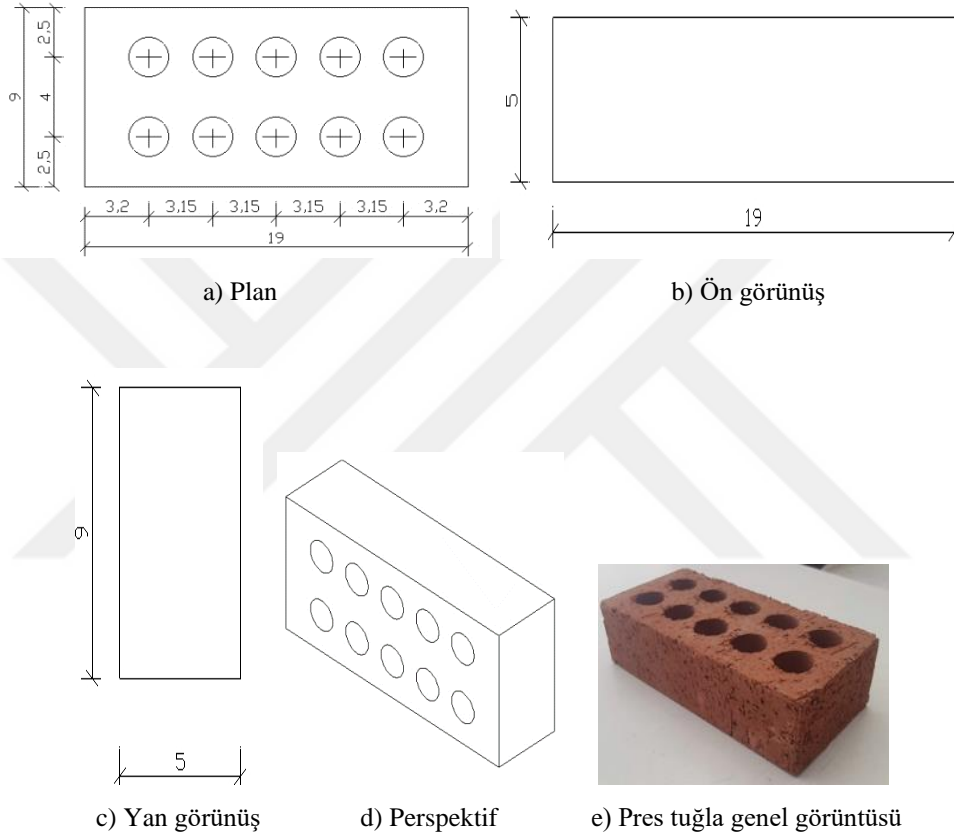 2,5
4
2,5
9
3,2 3,15 3,15 3,15 3,15 3,2
19
a) Plan
5
19
b) Ön görünüş
9
5
c) Yan görünüş
d) Perspektif
e) Pres tuğla genel görüntüsü